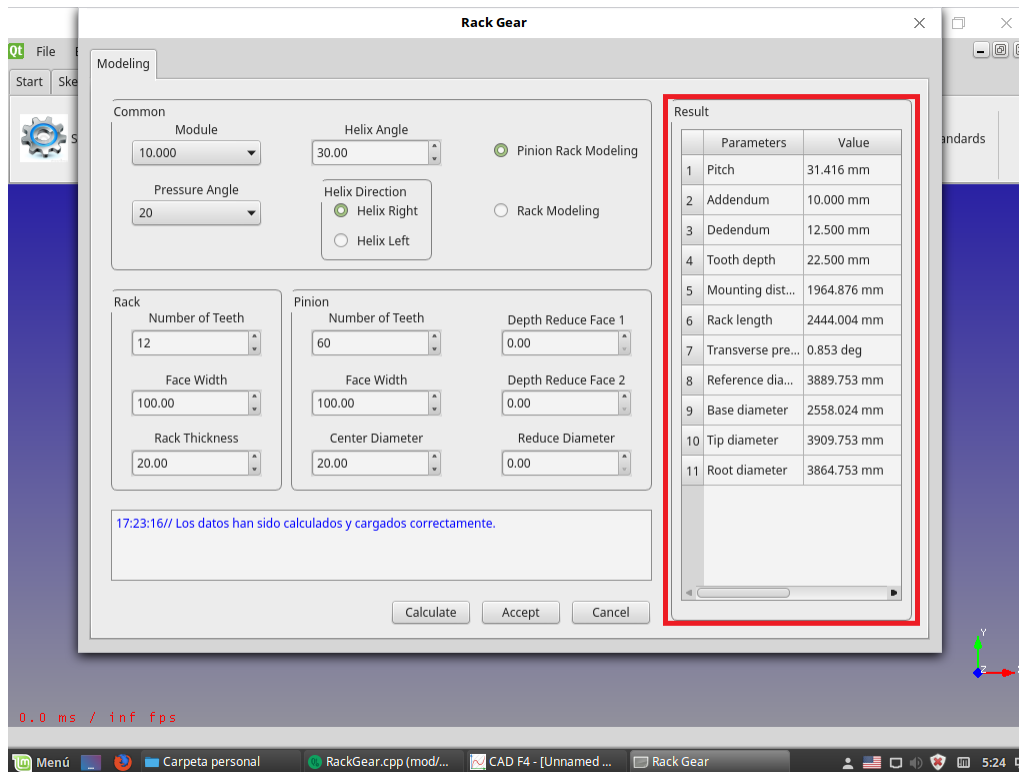 Rack Gear
File
Start
Ske
S
andards
Modeling
Common
Module
10.000
Helix Angle
30.00
Pinion Rack Modeling
Pressure Angle
20
Helix Direction
Helix Right
Helix Left
Rack Modeling
Rack
Number of Teeth
12
Face Width
100.00
Rack Thickness
20.00
Pinion
Number of Teeth
60
Face Width
100.00
Center Diameter
20.00
Depth Reduce Face 1
0.00
Depth Reduce Face 2
0.00
Reduce Diameter
0.00
17:23:16// Los datos han sido calculados y cargados correctamente.
Calculate
Accept
Cancel
Result
Parameters Value
1 Pitch 31.416 mm
2 Addendum 10.000 mm
3 Dedendum 12.500 mm
4 Tooth depth 22.500 mm
5 Mounting dist... 1964.876 mm
6 Rack length 2444.004 mm
7 Transverse pre... 0.853 deg
8 Reference dia... 3889.753 mm
9 Base diameter 2558.024 mm
10 Tip diameter 3909.753 mm
11 Root diameter 3864.753 mm
Y
Z
0.0 ms / inf fps
Menú
Carpeta personal
RackGear.cpp (mod/...
CAD F4 - [Unnamed ...
Rack Gear
5:24